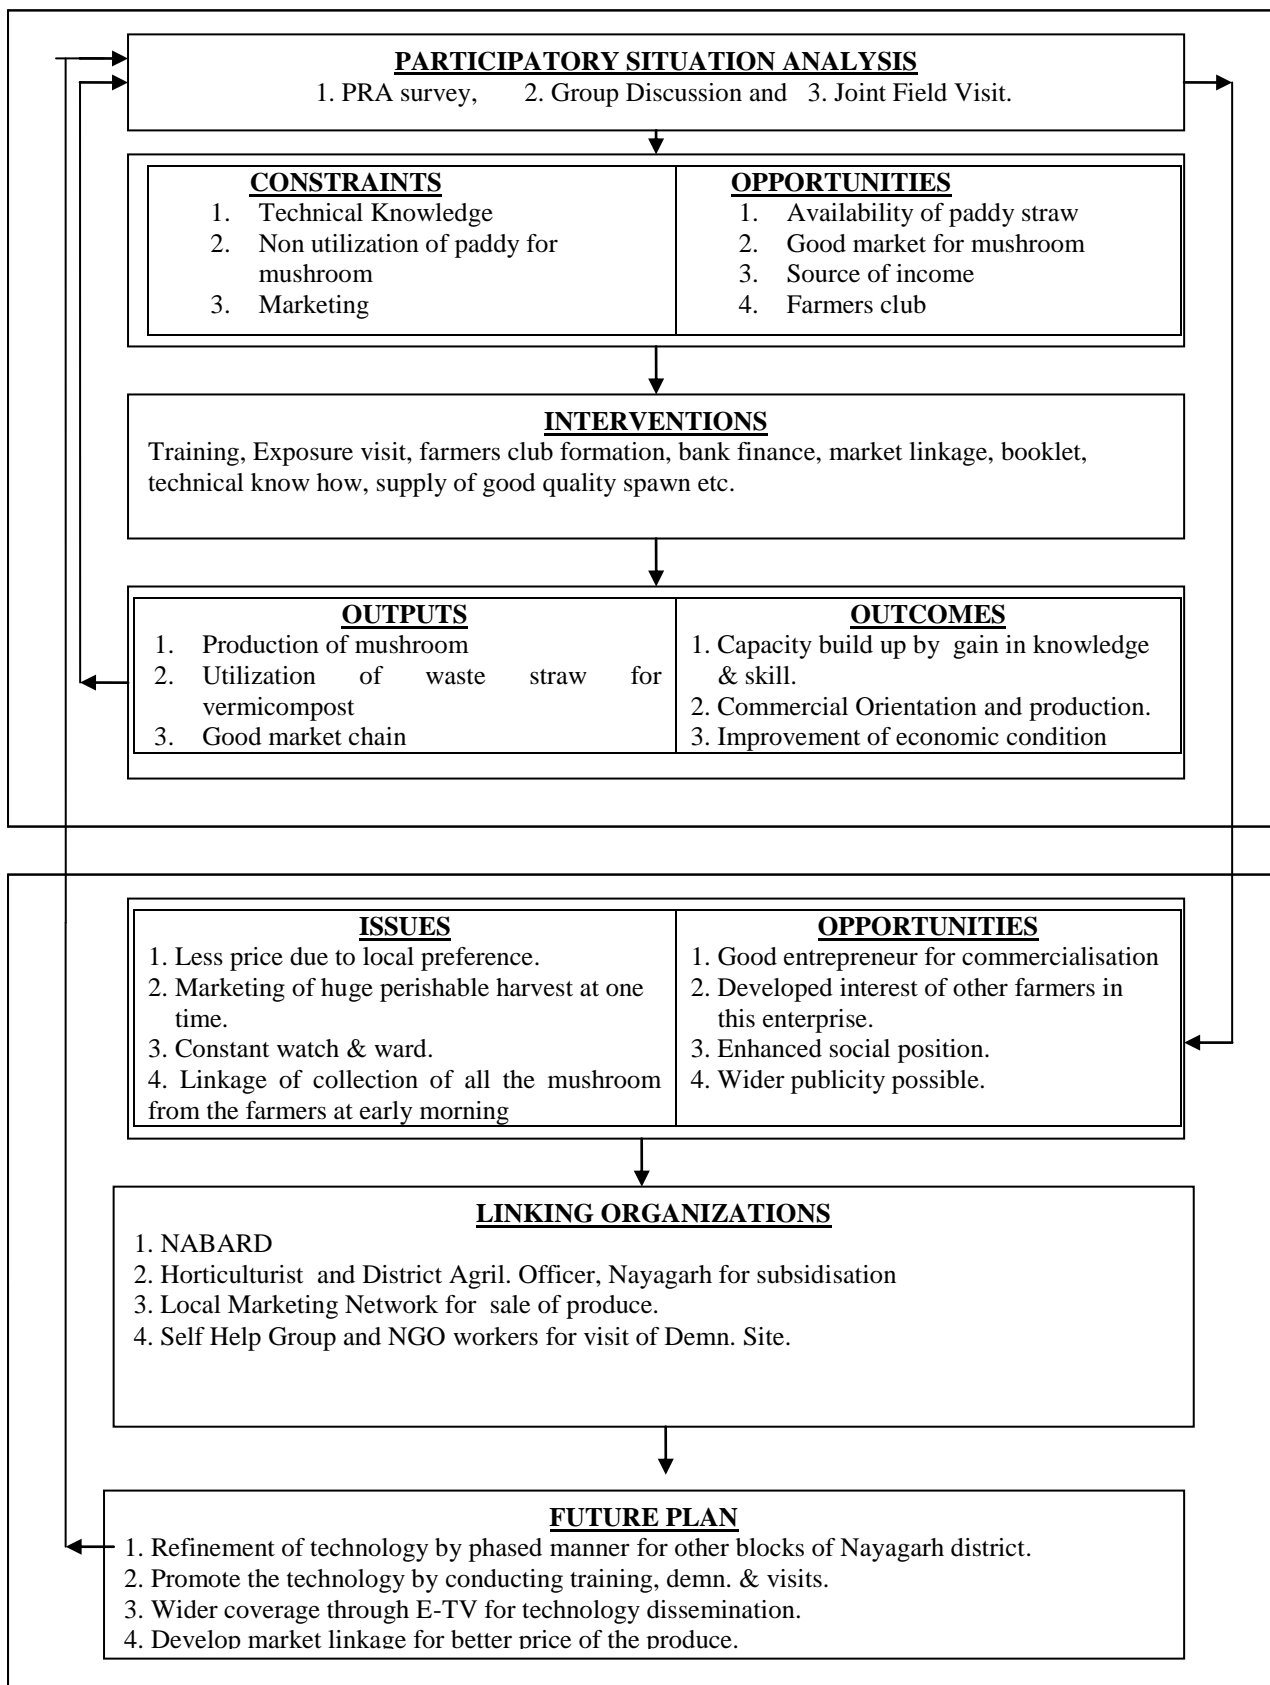 PARTICIPATORY SITUATION ANALYSIS
1. PRA survey, 2. Group Discussion and 3. Joint Field Visit.
CONSTRAINTS
1. Technical Knowledge
2. Non utilization of paddy for
mushroom
3. Marketing
OPPORTUNITIES
1. Availability of paddy straw
2. Good market for mushroom
3. Source of income
4. Farmers club
INTERVENTIONS
Training, Exposure visit, farmers club formation, bank finance, market linkage, booklet,
technical know how, supply of good quality spawn etc.
OUTPUTS
1. Production of mushroom
2. Utilization of waste straw for
vermicompost
3. Good market chain
OUTCOMES
1. Capacity build up by gain in knowledge
& skill.
2. Commercial Orientation and production.
3. Improvement of economic condition
ISSUES
1. Less price due to local preference.
2. Marketing of huge perishable harvest at one
time.
3. Constant watch & ward.
4. Linkage of collection of all the mushroom
from the farmers at early morning
OPPORTUNITIES
1. Good entrepreneur for commercialisation
2. Developed interest of other farmers in
this enterprise.
3. Enhanced social position.
4. Wider publicity possible.
LINKING ORGANIZATIONS
1. NABARD
2. Horticulturist and District Agril. Officer, Nayagarh for subsidisation
3. Local Marketing Network for sale of produce.
4. Self Help Group and NGO workers for visit of Demn. Site.
FUTURE PLAN
1. Refinement of technology by phased manner for other blocks of Nayagarh district.
2. Promote the technology by conducting training, demn. & visits.
3. Wider coverage through E-TV for technology dissemination.
4. Develop market linkage for better price of the produce.